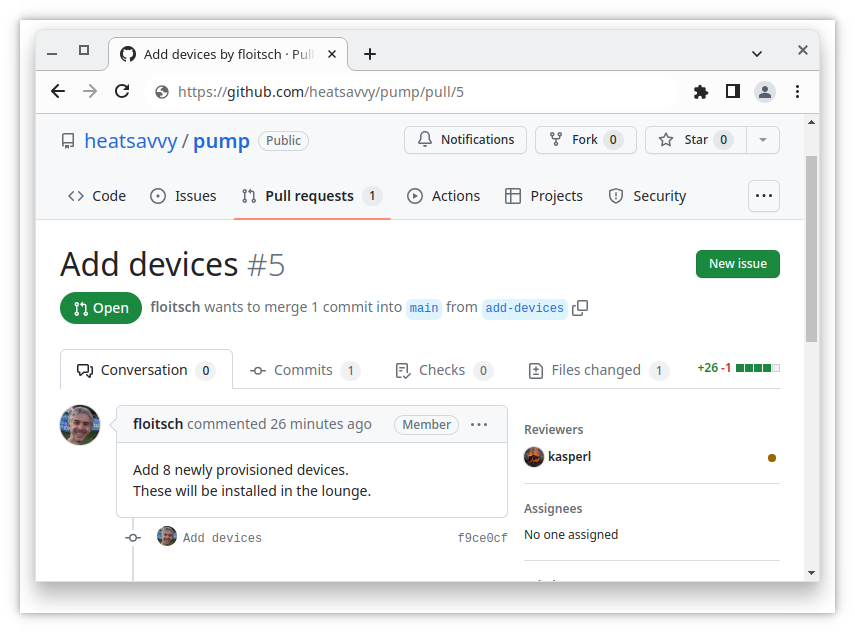 Add devices by floitsch · Pul
https://github.com/heatsavvy/pump/pull/5
heatsavvy / pump Public
Notifications Fork 0 Star 0
Code Issues Pull requests 1 Actions Projects Security
Add devices #5
New issue
Open floitsch wants to merge 1 commit into main from add-devices
Conversation 0 Commits 1 Checks 0 Files changed 1 +26 -1
floitsch commented 26 minutes ago Member
Add 8 newly provisioned devices.
These will be installed in the lounge.
Add devices f9ce0cf
Reviewers
kasperl
Assignees
No one assigned